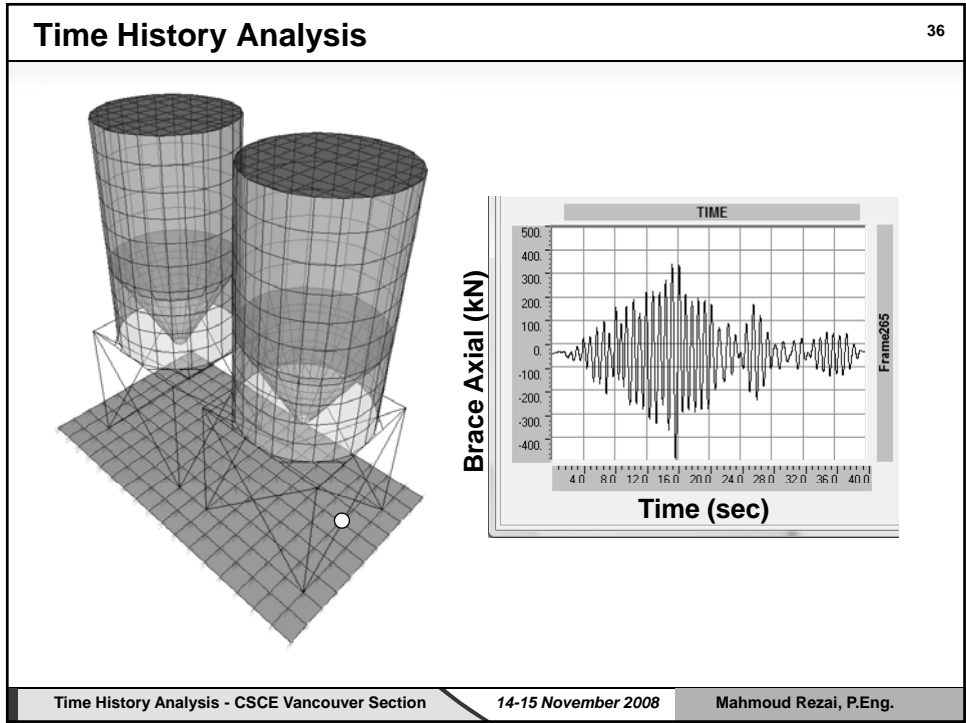 Time History Analysis
36
TIME
500.
400.
300.
200.
100.
0.
-100.
-200.
-300.
-400.
Brace Axial (kN)
Frame265
4.0 8.0 12.0 16.0 20.0 24.0 28.0 32.0 36.0 40.0
Time (sec)
Time History Analysis - CSCE Vancouver Section 14-15 November 2008 Mahmoud Rezai, P.Eng.